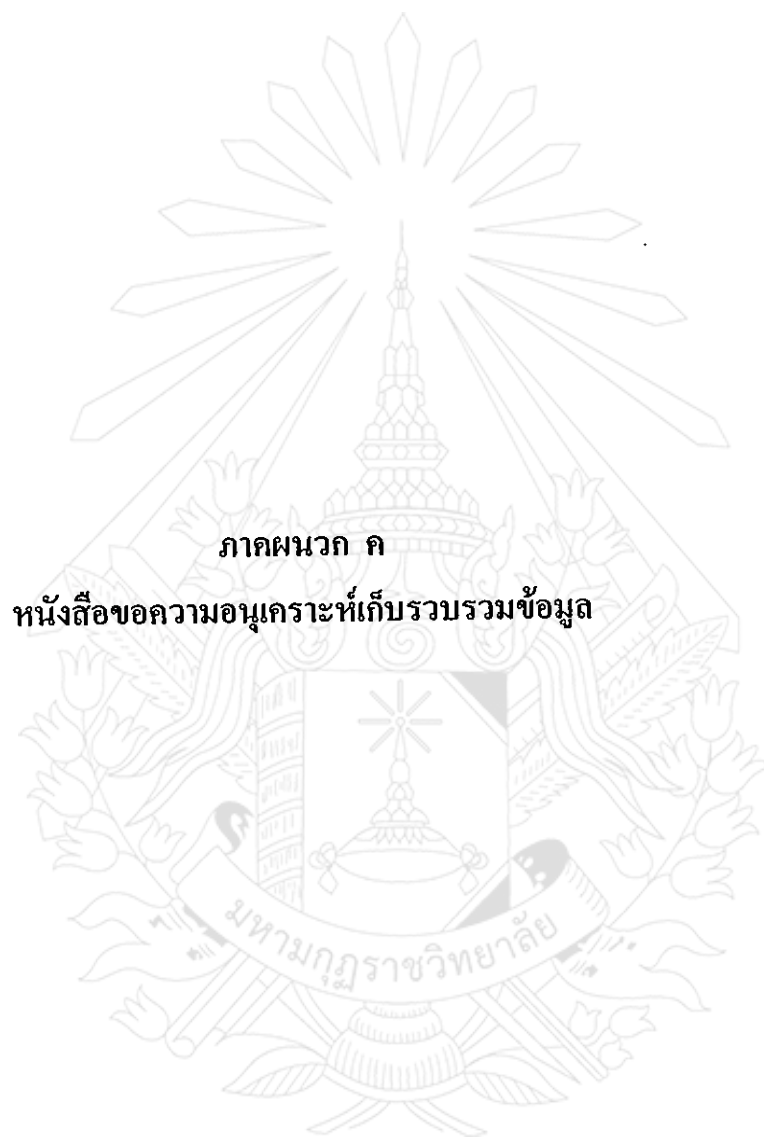 ภาคผนวก ค
หนังสือขอความอนุเคราะห์เก็บรวบรวมข้อมูล
มหามกุฏราชวิทยาลัย